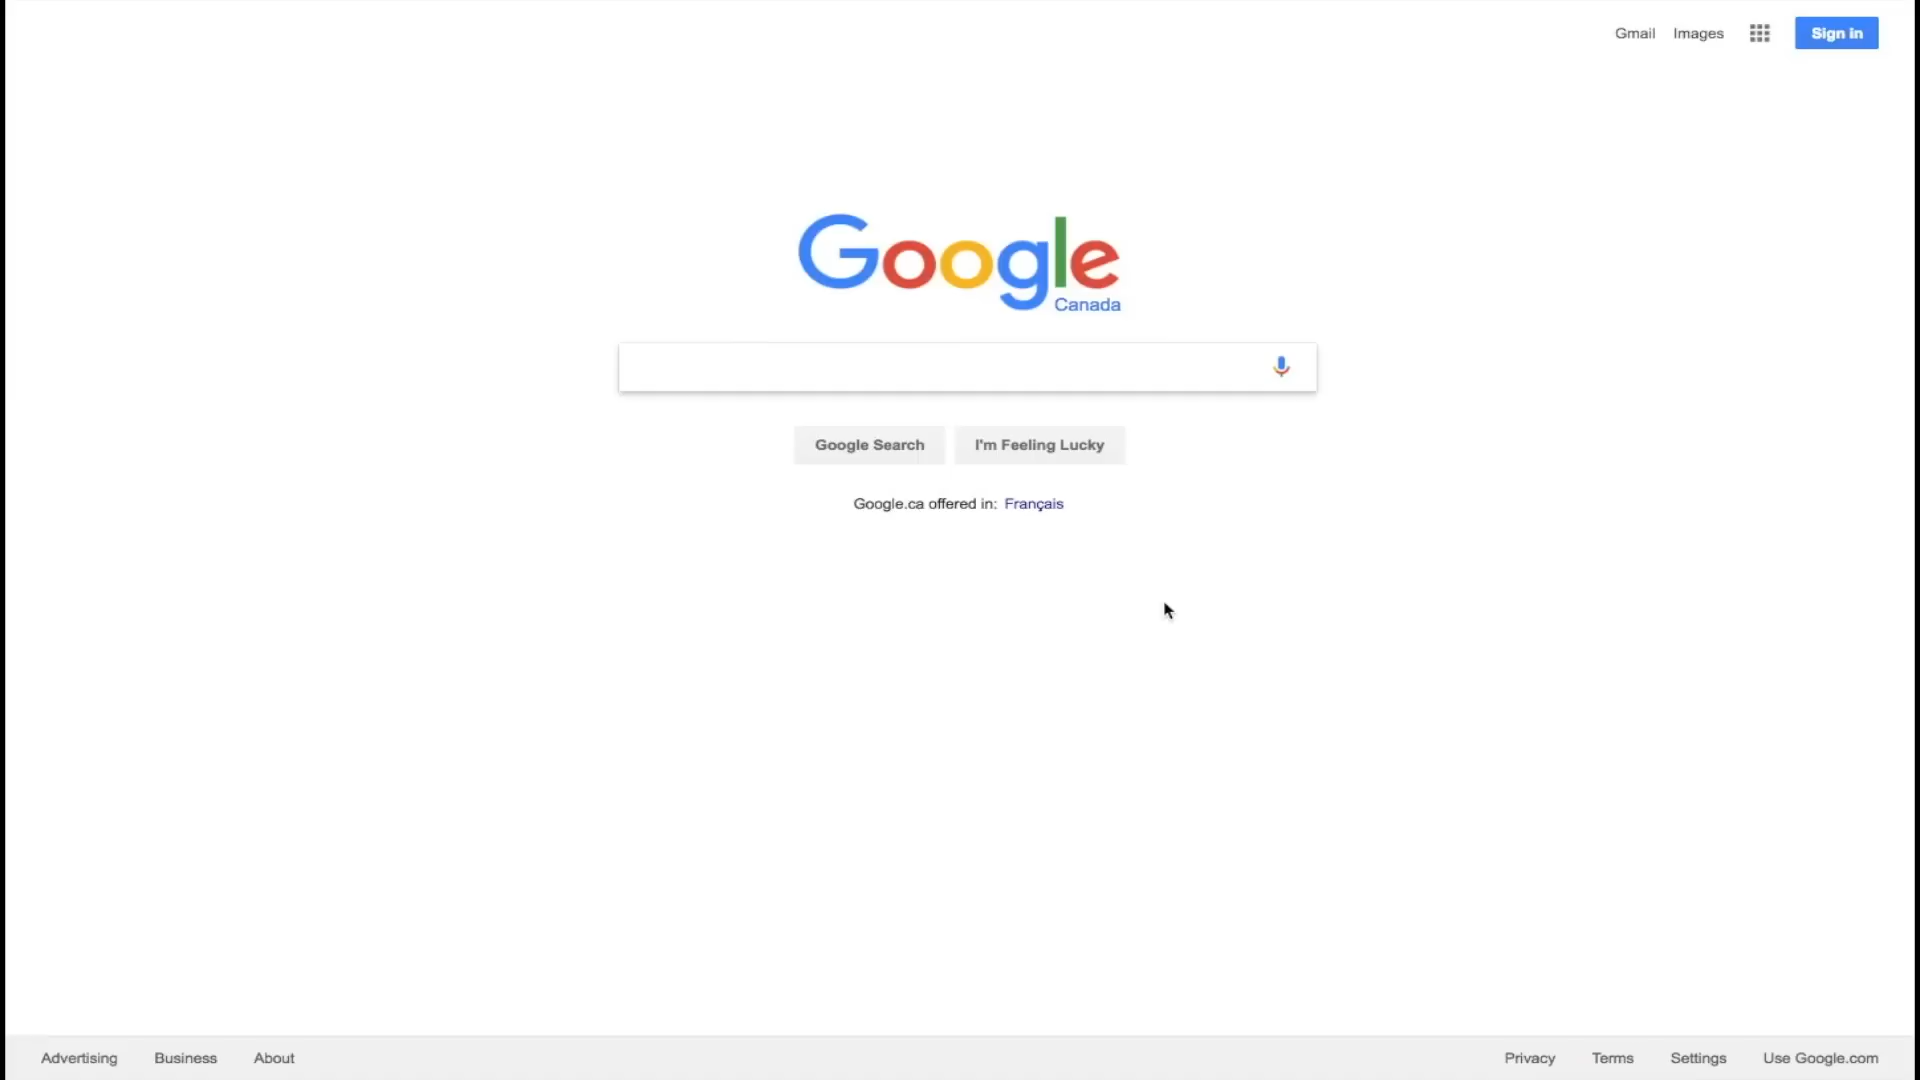 Gmail Images Sign in
Google
Canada
Google Search I'm Feeling Lucky
Google.ca offered in: Français
Advertising Business About Privacy Terms Settings Use Google.com